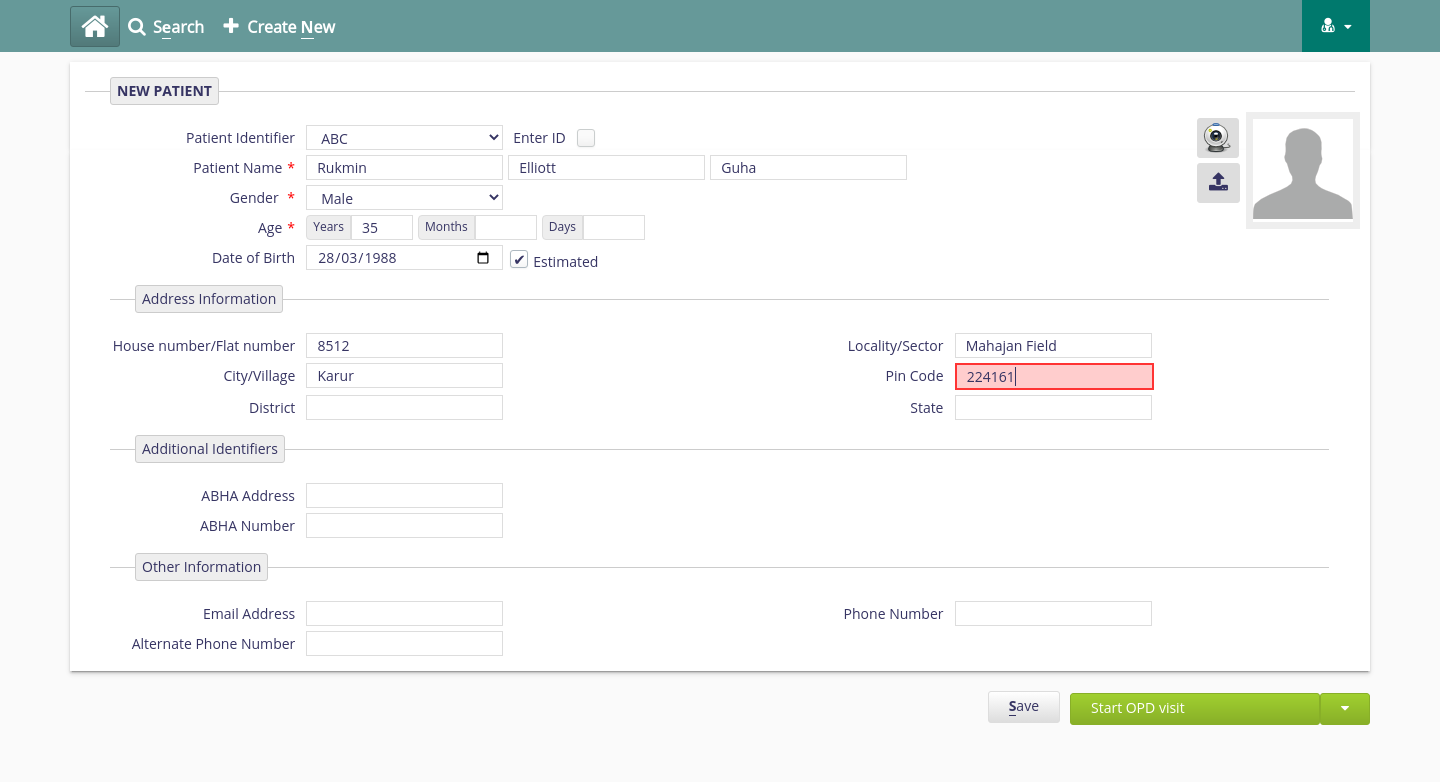 Search Create New
NEW PATIENT
Patient Identifier ABC Enter ID
Patient Name * Rukmin Elliott Guha
Gender * Male
Age * Years 35 Months Days
Date of Birth 28/03/1988 ✔ Estimated
Address Information
House number/Flat number 8512 Locality/Sector Mahajan Field
City/Village Karur Pin Code 224161
District State
Additional Identifiers
ABHA Address
ABHA Number
Other Information
Email Address Phone Number
Alternate Phone Number
Save Start OPD visit